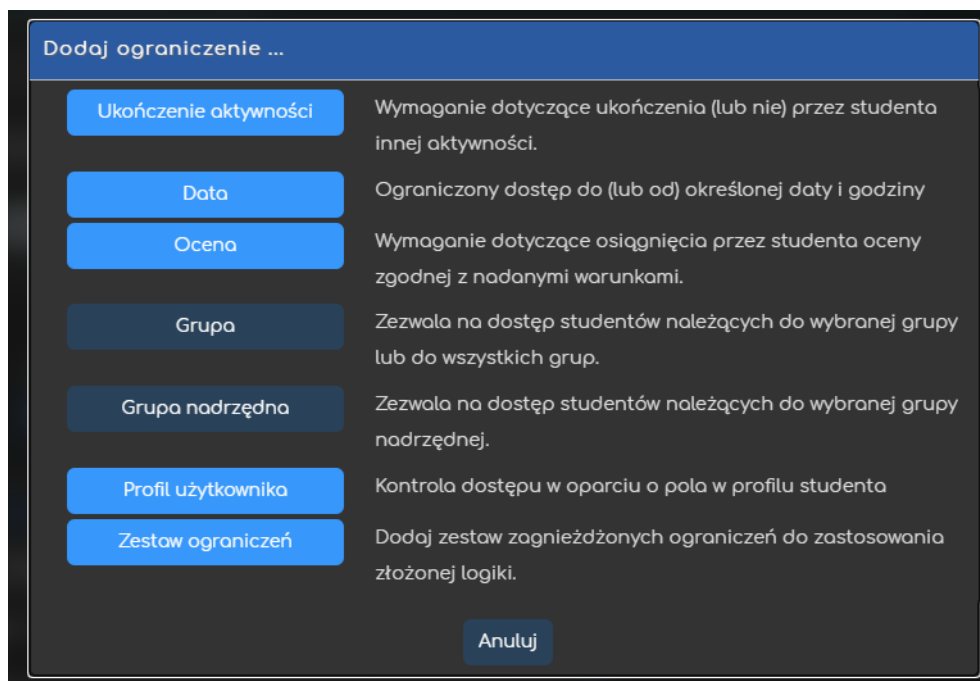 Dodaj ograniczenie ...
Ukończenie aktywności
Wymaganie dotyczące ukończenia (lub nie) przez studenta
innej aktywności.
Data
Ograniczony dostęp do (lub od) określonej daty i godziny
Ocena
Wymaganie dotyczące osiągnięcia przez studenta oceny
zgodnej z nadanymi warunkami.
Grupa
Zezwala na dostęp studentów należących do wybranej grupy
lub do wszystkich grup.
Grupa nadrzędna
Zezwala na dostęp studentów należących do wybranej grupy
nadrzędnej.
Profil użytkownika
Kontrola dostępu w oparciu o pola w profilu studenta
Zestaw ograniczeń
Dodaj zestaw zagnieżdżonych ograniczeń do zastosowania
złożonej logiki.
Anuluj